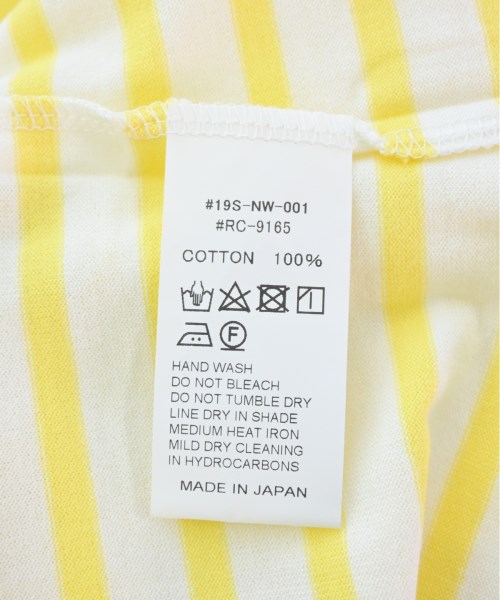 #19S-NW-001
#RC-9165
COTTON 100%
F
HAND WASH
DO NOT BLEACH
DO NOT TUMBLE DRY
LINE DRY IN SHADE
MEDIUM HEAT IRON
MILD DRY CLEANING
IN HYDROCARBONS
MADE IN JAPAN